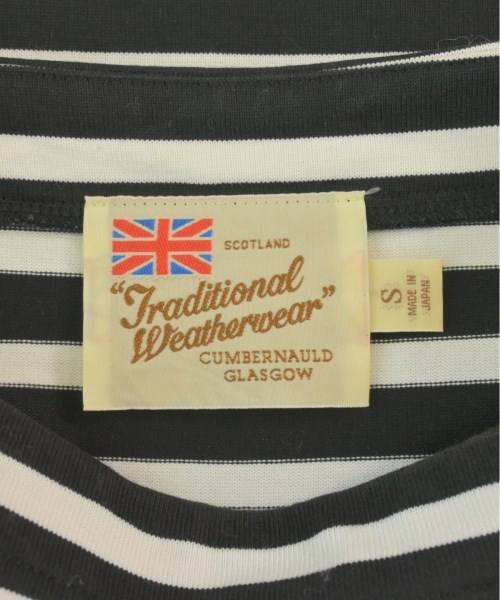 SCOTLAND
"Traditional
Weatherwear"
CUMBERNAULD
GLASGOW
S
MADE IN
JAPAN